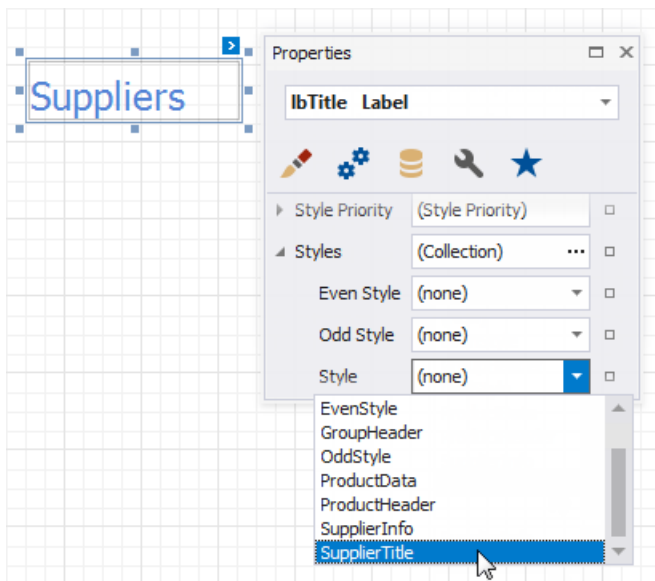 Suppliers
Properties
lbTitle Label
Style Priority (Style Priority)
Styles (Collection) ...
Even Style (none)
Odd Style (none)
Style (none)
EvenStyle
GroupHeader
OddStyle
ProductData
ProductHeader
SupplierInfo
SupplierTitle